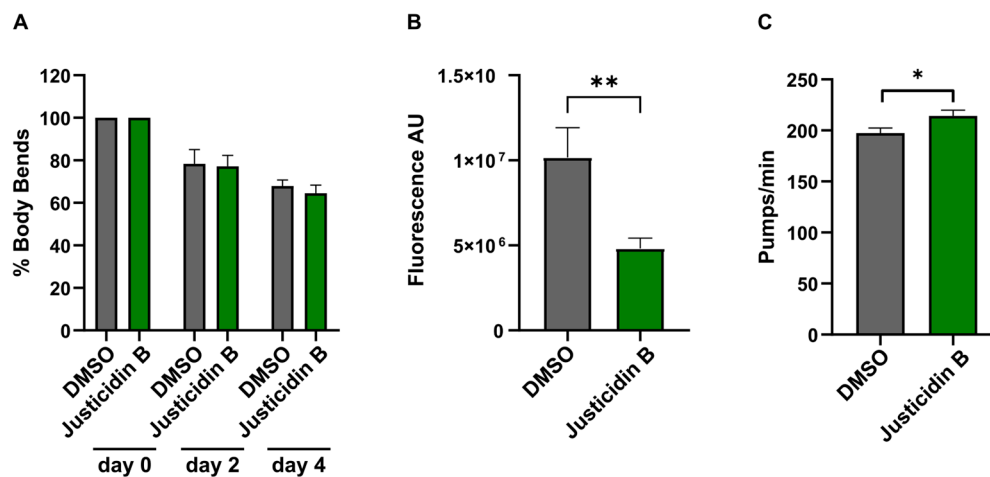 A
% Body Bends
120
100
80
60
40
20
0
DMSO
Justicidin B
DMSO
Justicidin B
DMSO
Justicidin B
day 0
day 2
day 4
B
Fluorescence AU
1.5×10
1×10⁷
5×10⁶
0
**
DMSO
Justicidin B
C
Pumps/min
250
200
150
100
50
0
*
DMSO
Justicidin B